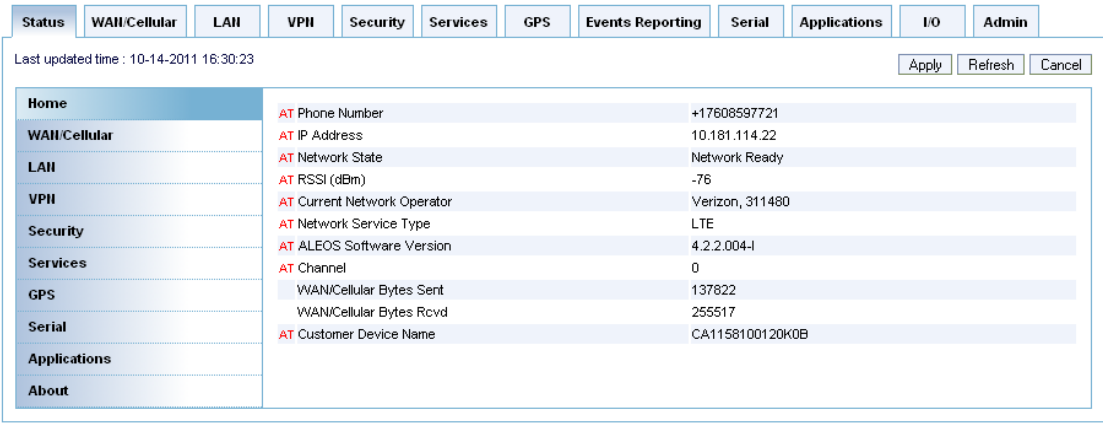 Status WAN/Cellular LAN VPN Security Services GPS Events Reporting Serial Applications I/O Admin
Last updated time : 10-14-2011 16:30:23
Apply Refresh Cancel
Home
WAN/Cellular
LAN
VPN
Security
Services
GPS
Serial
Applications
About
AT Phone Number +17608597721
AT IP Address 10.181.114.22
AT Network State Network Ready
AT RSSI (dBm) -76
AT Current Network Operator Verizon, 311480
AT Network Service Type LTE
AT ALEOS Software Version 4.2.2.004-I
AT Channel 0
WAN/Cellular Bytes Sent 137822
WAN/Cellular Bytes Rcvd 255517
AT Customer Device Name CA1158100120K0B